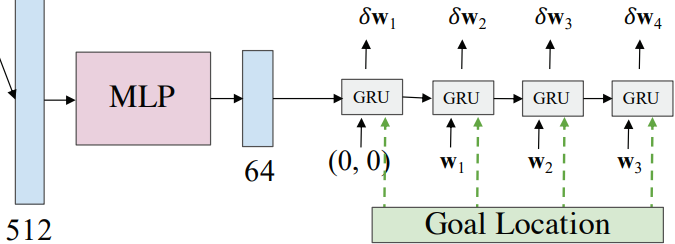 δw₁ δw₂ δw₃ δw₄
MLP GRU GRU GRU GRU
64 (0, 0) w₁ w₂ w₃
512 Goal Location